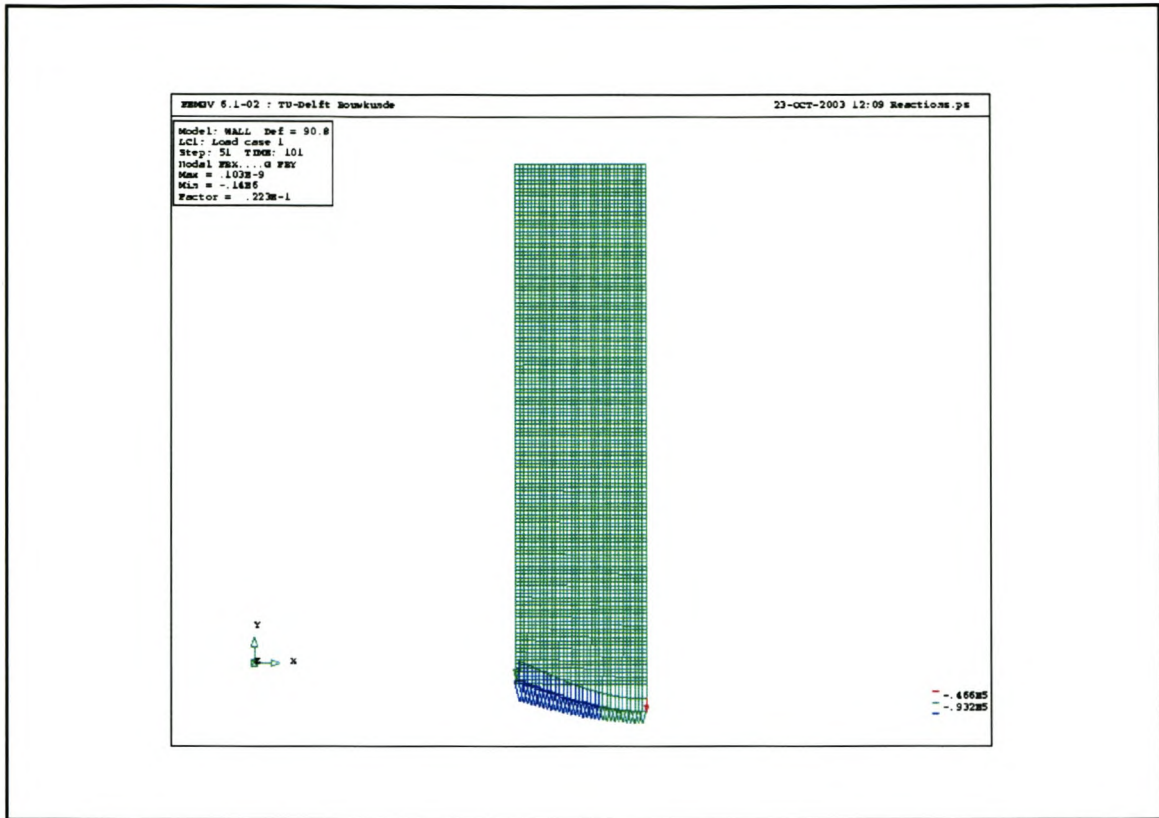 FEMGV 6.1-02 : TU-Delft Bouwkunde
23-OCT-2003 12:09 Reactions.ps
Model: WALL Def = 90.8
LC1: Load case 1
Step: 51 TIME: 101
Nodal FBX....G FBY
Max = .103E-9
Min = -.14E6
Factor = .223E-1
Y
Z X
-.466E5
-.932E5